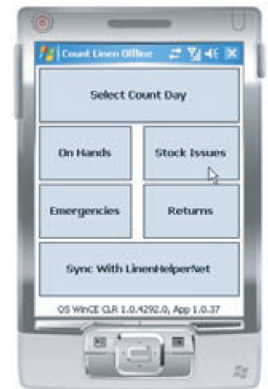 Count Linen Offline
Select Count Day
On Hands Stock Issues
Emergencies Returns
Sync With LinenHelperNet
OS WinCE CLR 1.0.4292.0, App 1.0.37